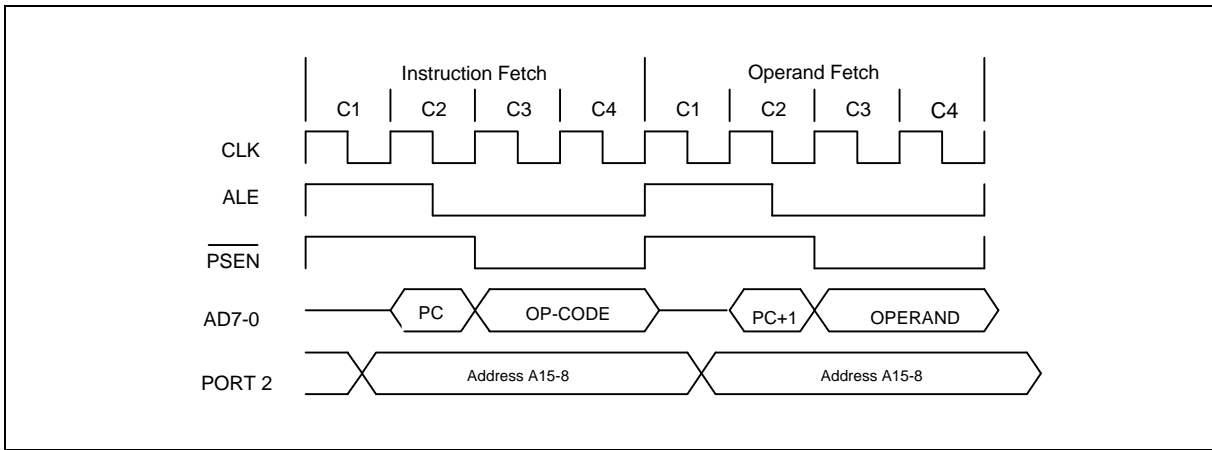 Instruction Fetch Operand Fetch
C1 C2 C3 C4 C1 C2 C3 C4
CLK
ALE
PSEN
AD7-0 PC OP-CODE PC+1 OPERAND
PORT 2 Address A15-8 Address A15-8